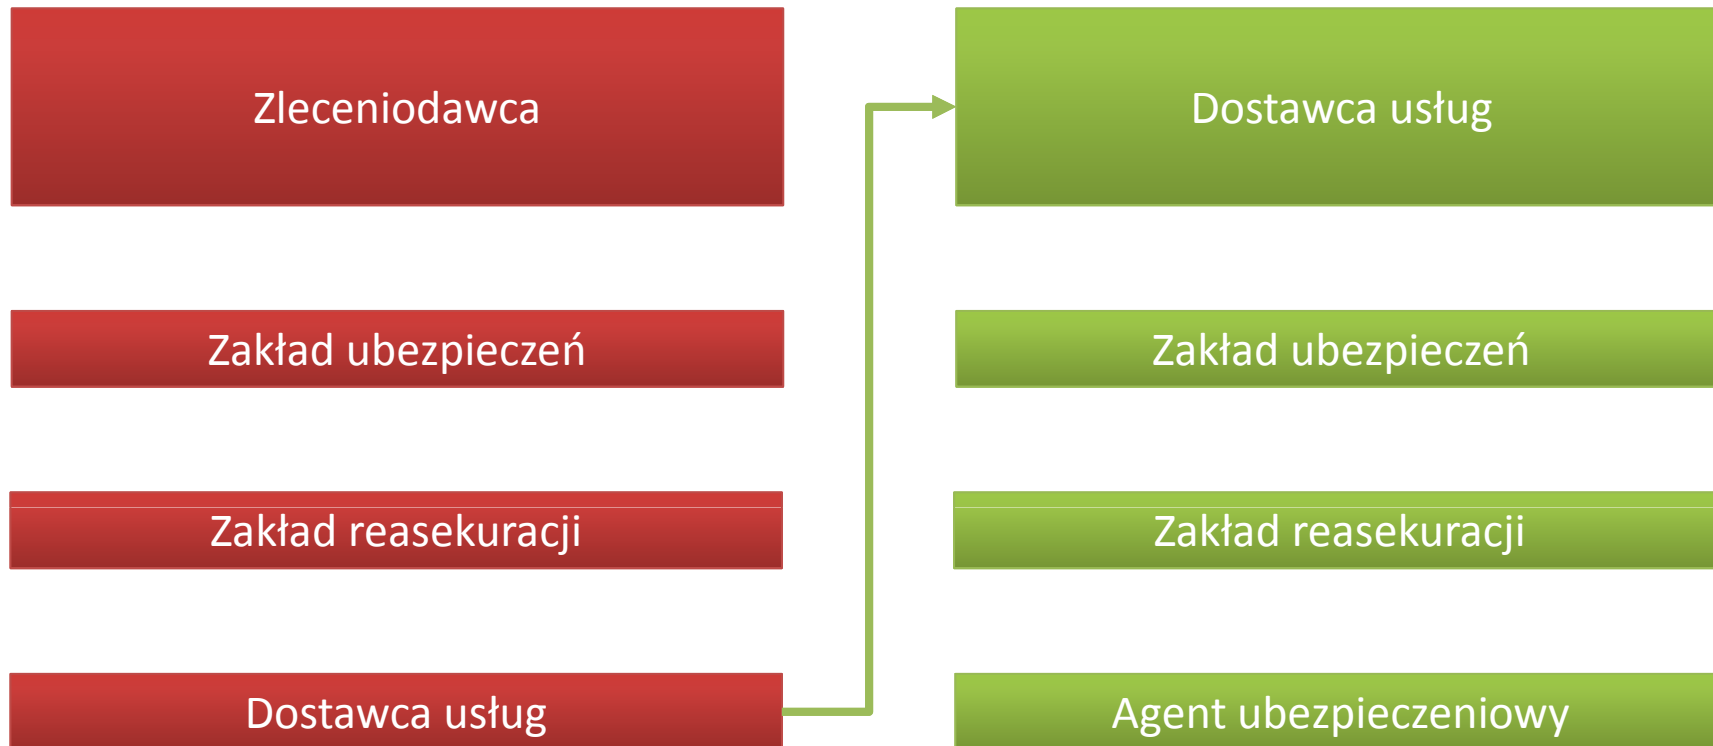 Zleceniodawca
Dostawca usług
Zakład ubezpieczeń
Zakład ubezpieczeń
Zakład reasekuracji
Zakład reasekuracji
Dostawca usług
Agent ubezpieczeniowy